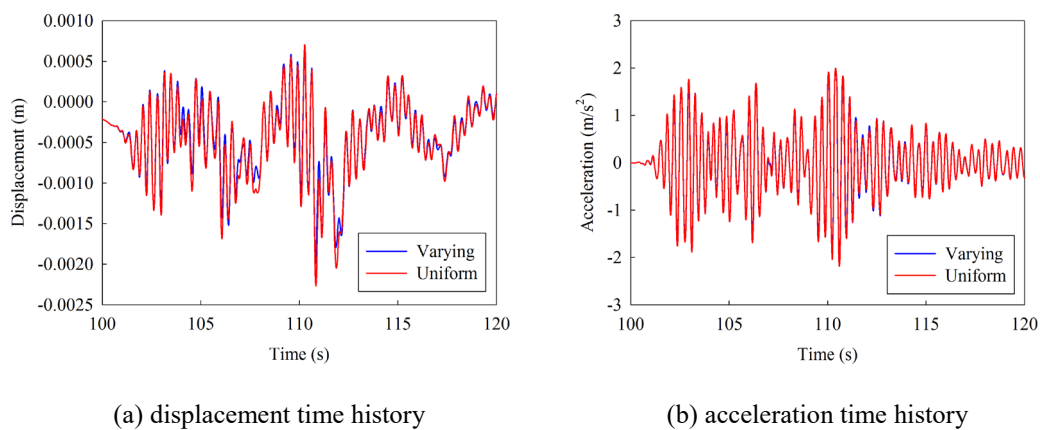 0.0010
0.0005
0.0000
-0.0005
-0.0010
-0.0015
-0.0020
-0.0025
Displacement (m)
Varying
Uniform
100 105 110 115 120
Time (s)
(a) displacement time history
3
2
1
0
-1
-2
-3
Acceleration (m/s²)
Varying
Uniform
100 105 110 115 120
Time (s)
(b) acceleration time history